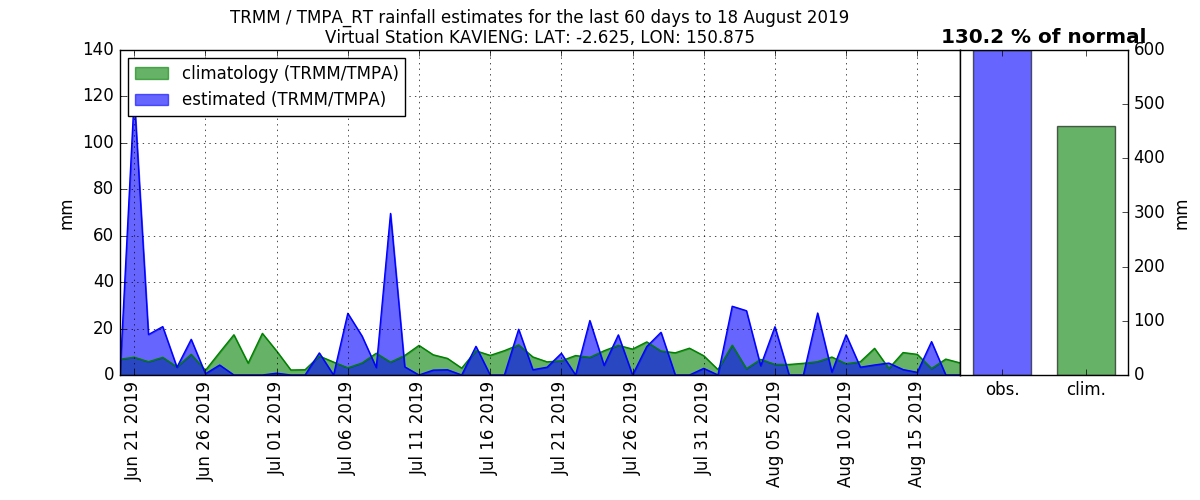 TRMM / TMPA_RT rainfall estimates for the last 60 days to 18 August 2019
Virtual Station KAVIENG: LAT: -2.625, LON: 150.875
130.2 % of normal
climatology (TRMM/TMPA)
estimated (TRMM/TMPA)
140
120
100
80
60
40
20
0
mm
Jun 21 2019
Jun 26 2019
Jul 01 2019
Jul 06 2019
Jul 11 2019
Jul 16 2019
Jul 21 2019
Jul 26 2019
Jul 31 2019
Aug 05 2019
Aug 10 2019
Aug 15 2019
600
500
400
300
200
100
0
mm
obs.
clim.